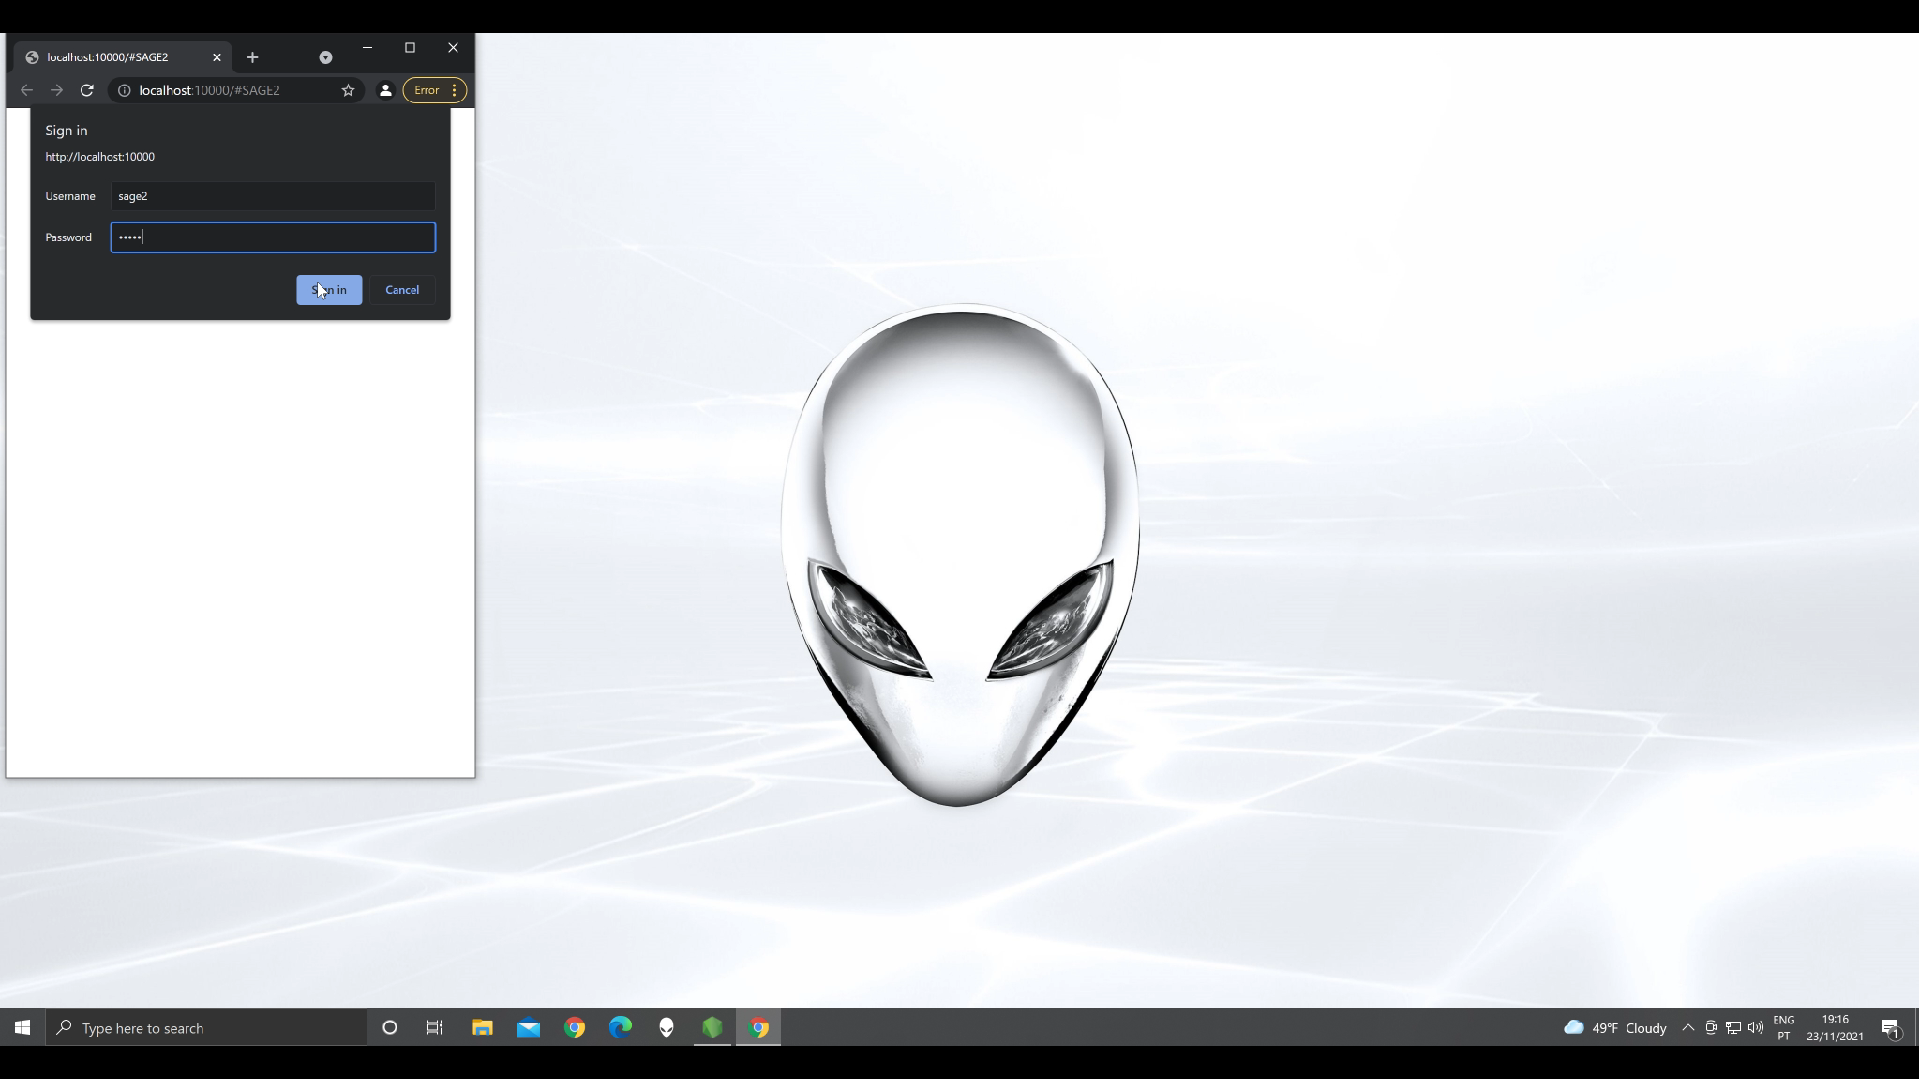 localhost:10000/#SAGE2
localhost:10000/#SAGE2
Error
Sign in
http://localhost:10000
Username
sage2
Password
•••••
Sign in
Cancel
Type here to search
49°F Cloudy
ENG
PT
19:16
23/11/2021
1